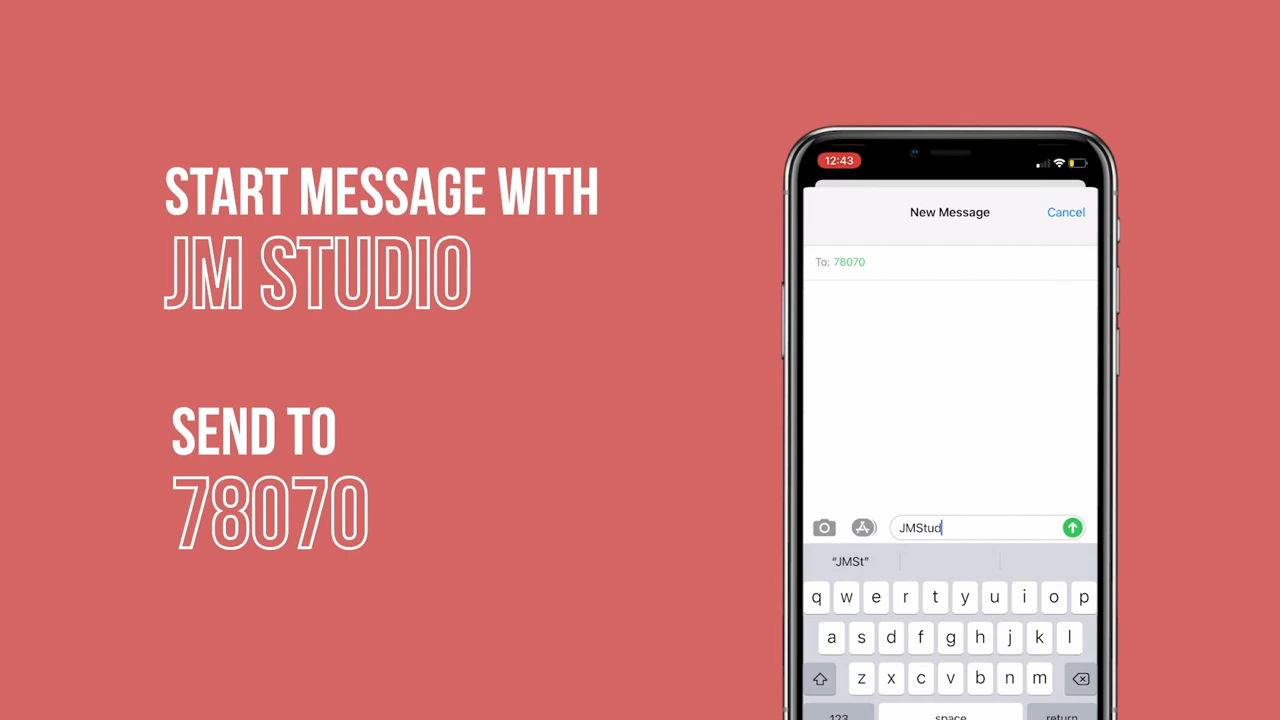 START MESSAGE WITH
JM STUDIO
SEND TO
78070
12:43
New Message
Cancel
To: 78070
JMStud
“JMSt”
q w e r t y u i o p
a s d f g h j k l
z x c v b n m
123 space return